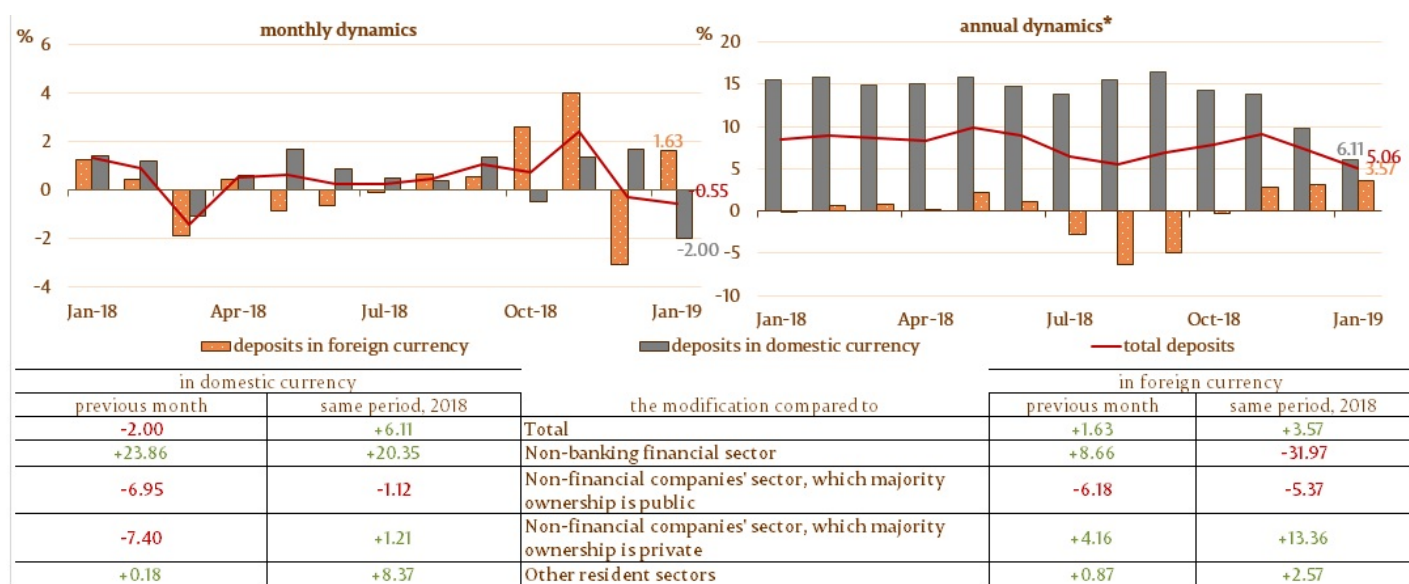 monthly dynamics
%
6
4
2
0
-2
-4
1.63
-0.55
-2.00
Jan-18 Apr-18 Jul-18 Oct-18 Jan-19
annual dynamics*
%
20
15
10
5
0
-5
-10
6.11
5.06
3.57
Jan-18 Apr-18 Jul-18 Oct-18 Jan-19
deposits in foreign currency deposits in domestic currency total deposits
in domestic currency in foreign currency
previous month same period, 2018 the modification compared to previous month same period, 2018
-2.00 +6.11 Total +1.63 +3.57
+23.86 +20.35 Non-banking financial sector +8.66 -31.97
-6.95 -1.12 Non-financial companies' sector, which majority
ownership is public -6.18 -5.37
-7.40 +1.21 Non-financial companies' sector, which majority
ownership is private +4.16 +13.36
+0.18 +8.37 Other resident sectors +0.87 +2.57